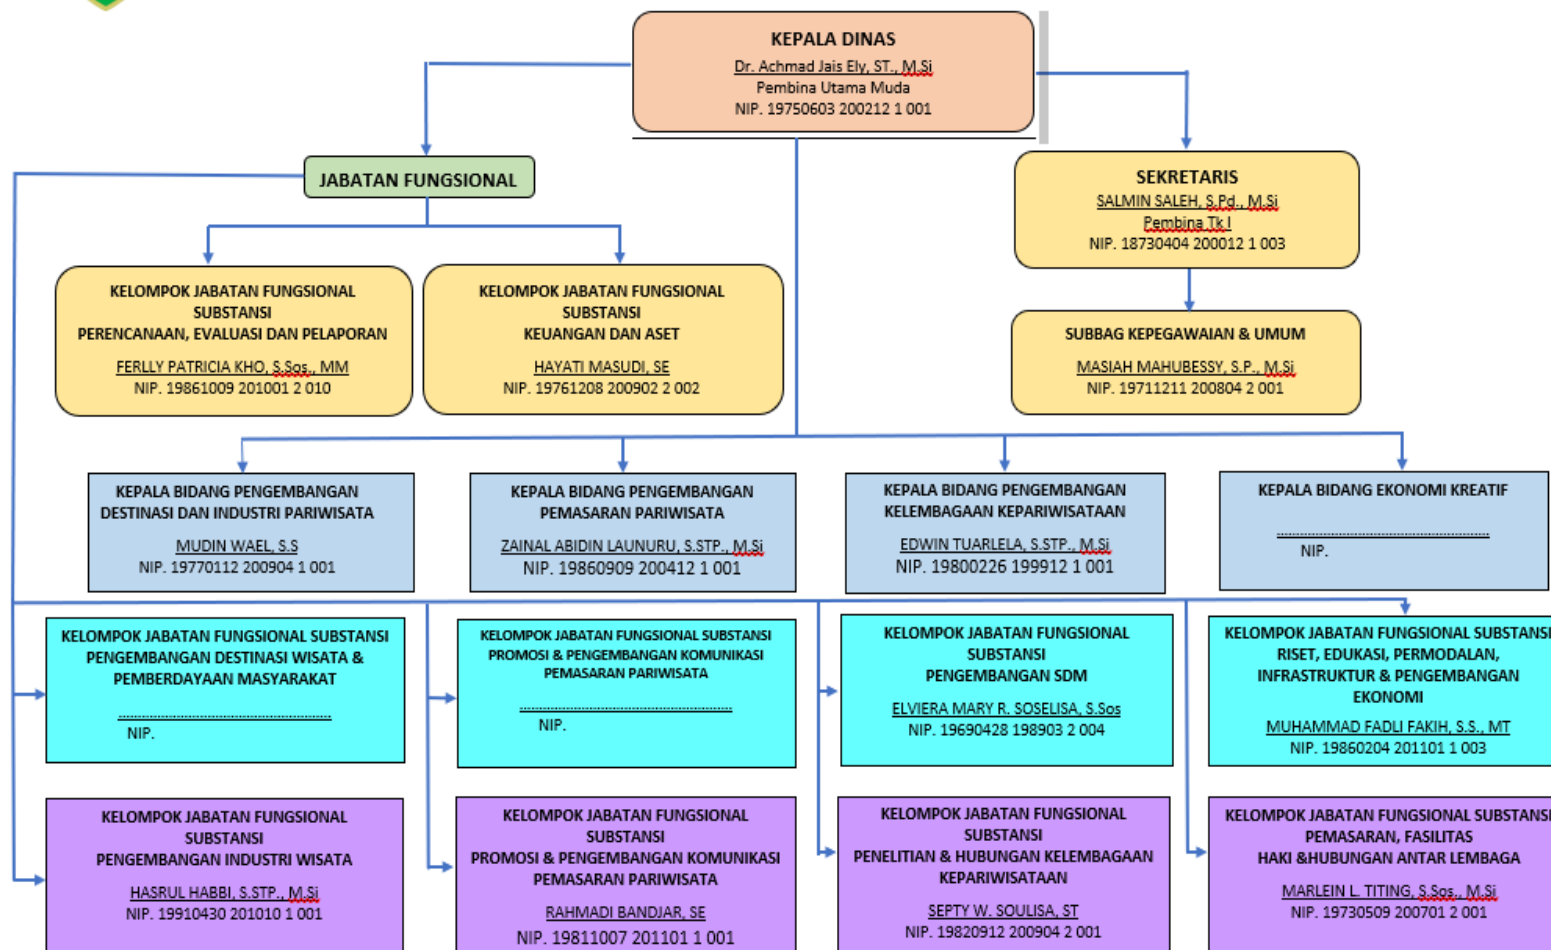 KEPALA DINAS
Dr. Achmad Jais Ely, ST., M.Si
Pembina Utama Muda
NIP. 19750603 200212 1 001
JABATAN FUNGSIONAL
SEKRETARIS
SALMIN SALEH, S.Pd., M.Si
Pembina Tk I
NIP. 18730404 200012 1 003
KELOMPOK JABATAN FUNGSIONAL
SUBSTANSI
PERENCANAAN, EVALUASI DAN PELAPORAN
FERLLY PATRICIA KHO, S.Sos., MM
NIP. 19861009 201001 2 010
KELOMPOK JABATAN FUNGSIONAL
SUBSTANSI
KEUANGAN DAN ASET
HAYATI MASUDI, SE
NIP. 19761208 200902 2 002
SUBBAG KEPEGAWAIAN & UMUM
MASIAH MAHUBESSY, S.P., M.Si
NIP. 19711211 200804 2 001
KEPALA BIDANG PENGEMBANGAN
DESTINASI DAN INDUSTRI PARIWISATA
MUDIN WAEL, S.S
NIP. 19770112 200904 1 001
KEPALA BIDANG PENGEMBANGAN
PEMASARAN PARIWISATA
ZAINAL ABIDIN LAUNURU, S.STP., M.Si
NIP. 19860909 200412 1 001
KEPALA BIDANG PENGEMBANGAN
KELEMBAGAAN KEPARIWISATAAN
EDWIN TUARLELA, S.STP., M.Si
NIP. 19800226 199912 1 001
KEPALA BIDANG EKONOMI KREATIF
NIP.
KELOMPOK JABATAN FUNGSIONAL SUBSTANSI
PENGEMBANGAN DESTINASI WISATA &
PEMBERDAYAAN MASYARAKAT
NIP.
KELOMPOK JABATAN FUNGSIONAL SUBSTANSI
PROMOSI & PENGEMBANGAN KOMUNIKASI
PEMASARAN PARIWISATA
NIP.
KELOMPOK JABATAN FUNGSIONAL
SUBSTANSI
PENGEMBANGAN SDM
ELVIERA MARY R. SOSELISA, S.Sos
NIP. 19690428 198903 2 004
KELOMPOK JABATAN FUNGSIONAL SUBSTANSI
RISET, EDUKASI, PERMODALAN,
INFRASTRUKTUR & PENGEMBANGAN
EKONOMI
MUHAMMAD FADLI FAKIH, S.S., MT
NIP. 19860204 201101 1 003
KELOMPOK JABATAN FUNGSIONAL
SUBSTANSI
PENGEMBANGAN INDUSTRI WISATA
HASRUL HABBI, S.STP., M.Si
NIP. 19910430 201010 1 001
KELOMPOK JABATAN FUNGSIONAL
SUBSTANSI
PROMOSI & PENGEMBANGAN KOMUNIKASI
PEMASARAN PARIWISATA
RAHMADI BANDJAR, SE
NIP. 19811007 201101 1 001
KELOMPOK JABATAN FUNGSIONAL
SUBSTANSI
PENELITIAN & HUBUNGAN KELEMBAGAAN
KEPARIWISATAAN
SEPTY W. SOULISA, ST
NIP. 19820912 200904 2 001
KELOMPOK JABATAN FUNGSIONAL SUBSTANSI
PEMASARAN, FASILITAS
HAKI &HUBUNGAN ANTAR LEMBAGA
MARLEIN L. TITING, S.Sos., M.Si
NIP. 19730509 200701 2 001